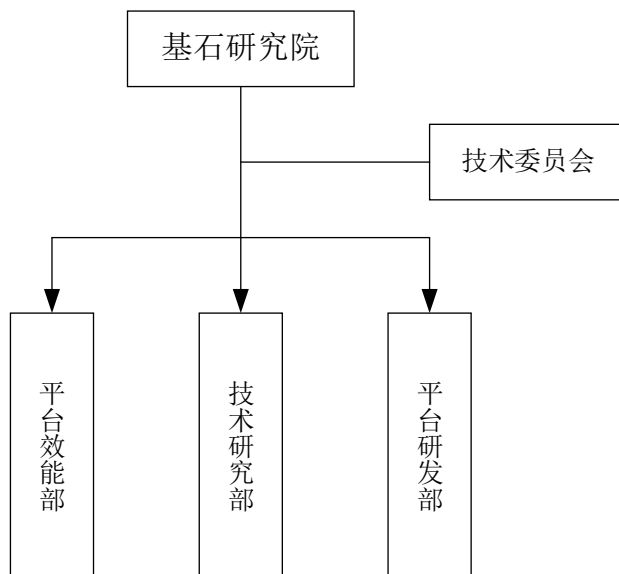 基石研究院
技术委员会
平台效能部
技术研究部
平台研发部